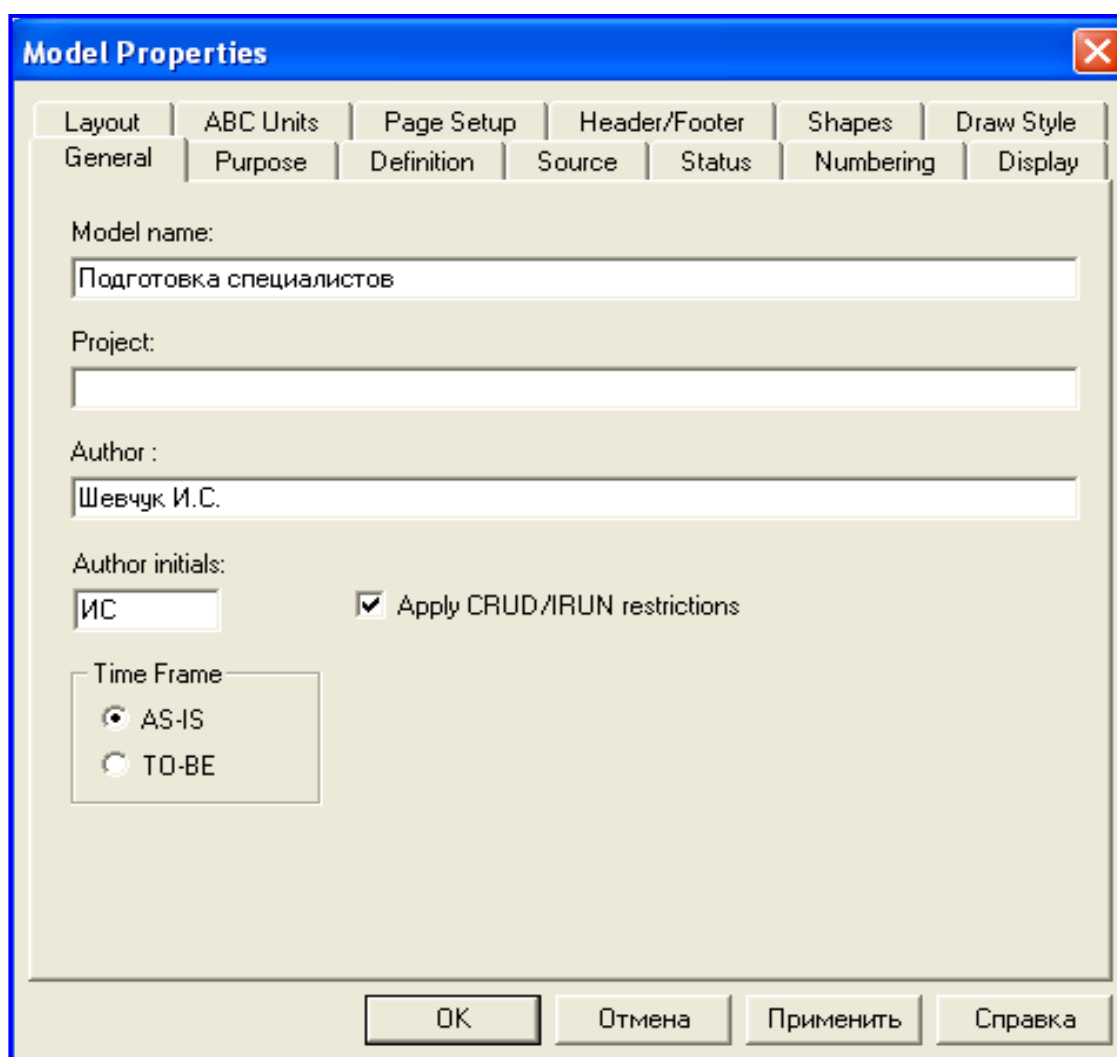 Model Properties
Layout ABC Units Page Setup Header/Footer Shapes Draw Style
General Purpose Definition Source Status Numbering Display
Model name:
Подготовка специалистов
Project:
Author :
Шевчук И.С.
Author initials:
ИС Apply CRUD/IRUN restrictions
Time Frame
AS-IS
TO-BE
OK Отмена Применить Справка